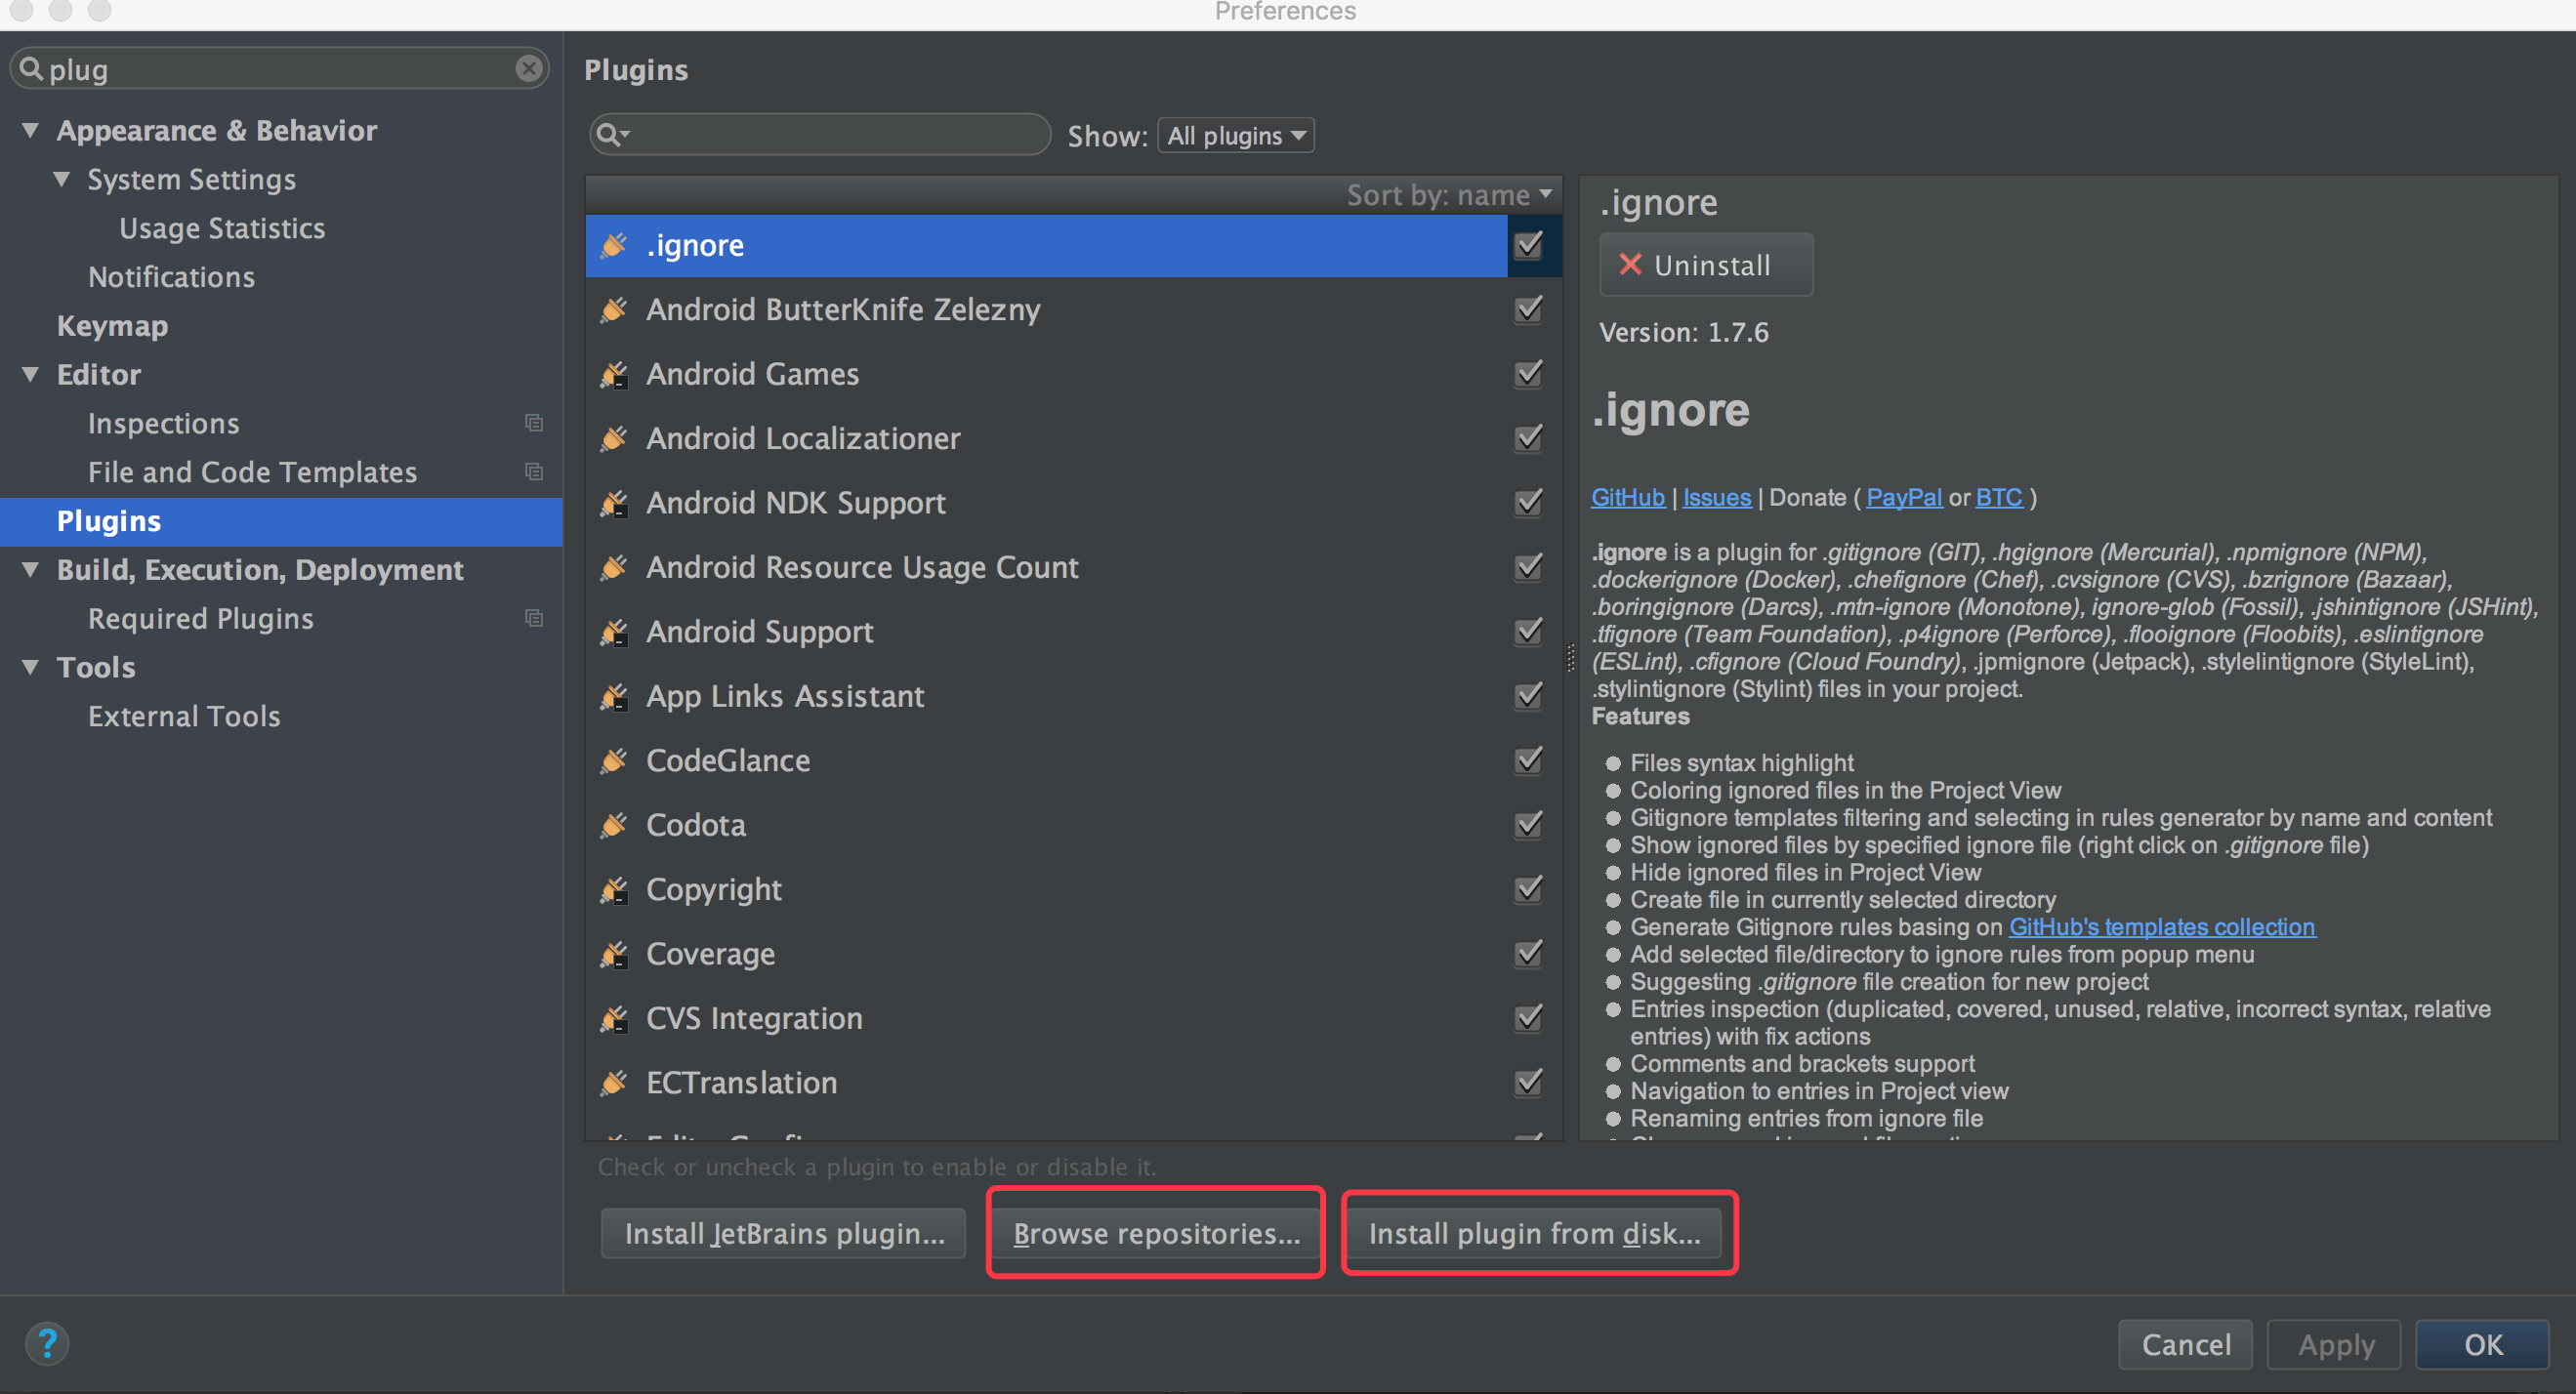 Preferences
plug
Appearance & Behavior
System Settings
Usage Statistics
Notifications
Keymap
Editor
Inspections
File and Code Templates
Plugins
Build, Execution, Deployment
Required Plugins
Tools
External Tools
Plugins
Show: All plugins
Sort by: name
.ignore
Android ButterKnife Zelezny
Android Games
Android Localizationer
Android NDK Support
Android Resource Usage Count
Android Support
App Links Assistant
CodeGlance
Codota
Copyright
Coverage
CVS Integration
ECTranslation
Check or uncheck a plugin to enable or disable it.
Install JetBrains plugin...
Browse repositories...
Install plugin from disk...
.ignore
Uninstall
Version: 1.7.6
.ignore
GitHub | Issues | Donate ( PayPal or BTC )
.ignore is a plugin for .gitignore (GIT), .hgignore (Mercurial), .npmignore (NPM),
.dockerignore (Docker), .chefignore (Chef), .cvsignore (CVS), .bzrignore (Bazaar),
.boringignore (Darcs), .mtn-ignore (Monotone), ignore-glob (Fossil), .jshintignore (JSHint),
.tfignore (Team Foundation), .p4ignore (Perforce), .flooignore (Floobits), .eslintignore
(ESLint), .cfignore (Cloud Foundry), .jpmignore (Jetpack), .stylelintignore (StyleLint),
.stylintignore (Stylint) files in your project.
Features
Files syntax highlight
Coloring ignored files in the Project View
Gitignore templates filtering and selecting in rules generator by name and content
Show ignored files by specified ignore file (right click on .gitignore file)
Hide ignored files in Project View
Create file in currently selected directory
Generate Gitignore rules basing on GitHub's templates collection
Add selected file/directory to ignore rules from popup menu
Suggesting .gitignore file creation for new project
Entries inspection (duplicated, covered, unused, relative, incorrect syntax, relative
entries) with fix actions
Comments and brackets support
Navigation to entries in Project view
Renaming entries from ignore file
?
Cancel
Apply
OK